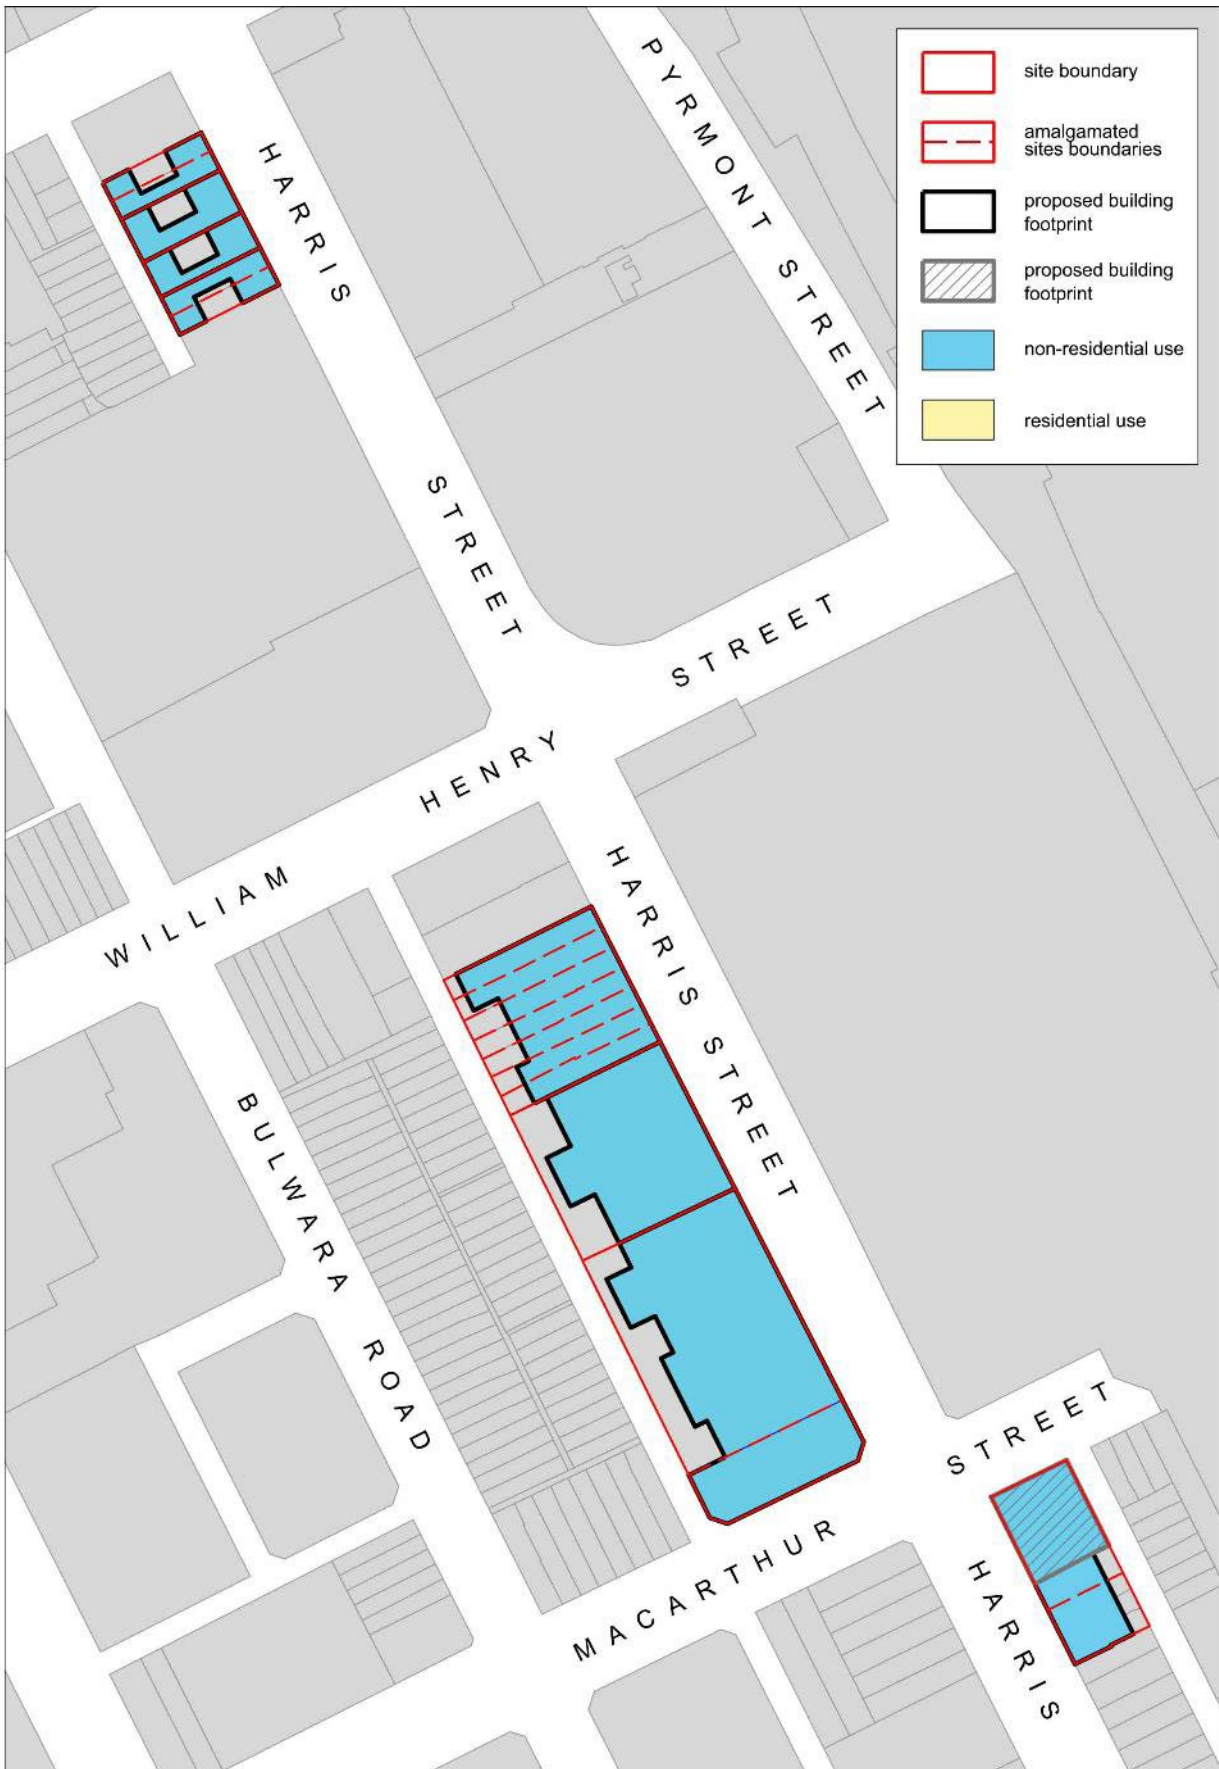 site boundary
amalgamated
sites boundaries
proposed building
footprint
proposed building
footprint
non-residential use
residential use
PYRMONT STREET
HARRIS STREET
WILLIAM HENRY STREET
HARRIS STREET
BULWARA ROAD
MACARTHUR STREET
HARRIS